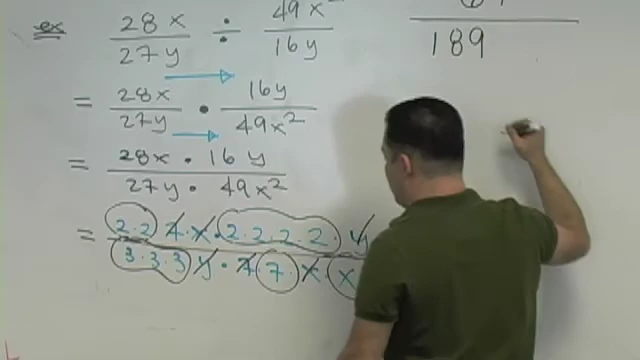 ex 28x/27y ÷ 49x²/16y
= 28x/27y • 16y/49x²
= 28x • 16y/27y • 49x²
= 2·2·7·x·2·2·2·2·y/3·3·3·y·7·7·x·x
189